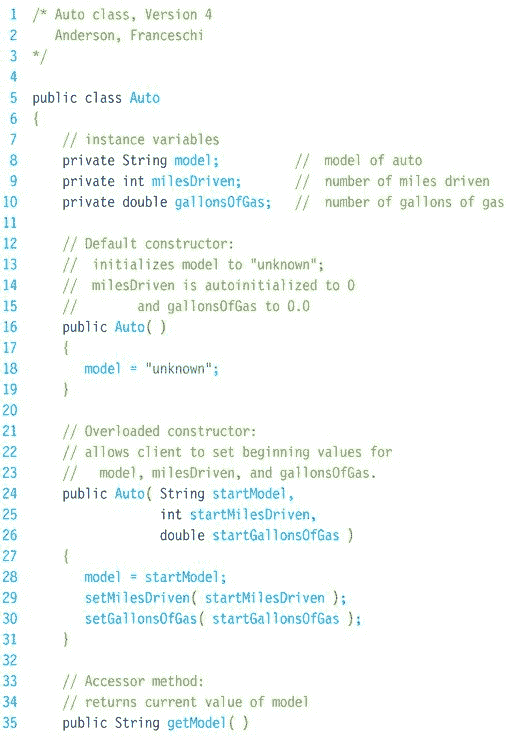 1 /* Auto class, Version 4
2    Anderson, Franceschi
3 */
4
5 public class Auto
6 {
7    // instance variables
8    private String model;          //  model of auto
9    private int milesDriven;       //  number of miles driven
10    private double gallonsOfGas;   //  number of gallons of gas
11
12    // Default constructor:
13    //  initializes model to "unknown";
14    //  milesDriven is autoinitialized to 0
15    //        and gallonsOfGas to 0.0
16    public Auto( )
17    {
18       model = "unknown";
19    }
20
21    // Overloaded constructor:
22    // allows client to set beginning values for
23    //   model, milesDriven, and gallonsOfGas.
24    public Auto( String startModel,
25                 int startMilesDriven,
26                 double startGallonsOfGas )
27    {
28       model = startModel;
29       setMilesDriven( startMilesDriven );
30       setGallonsOfGas( startGallonsOfGas );
31    }
32
33    // Accessor method:
34    // returns current value of model
35    public String getModel( )